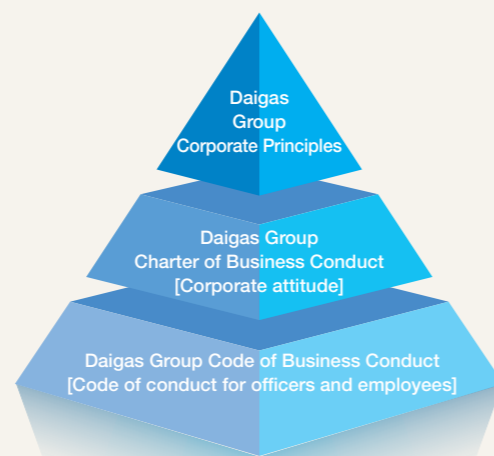 Daigas
Group
Corporate Principles
Daigas Group
Charter of Business Conduct
[Corporate attitude]
Daigas Group Code of Business Conduct
[Code of conduct for officers and employees]